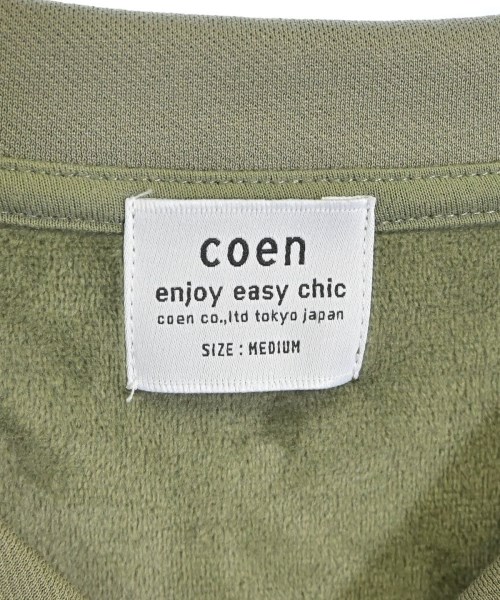 coen
enjoy easy chic
coen co.,ltd tokyo japan
SIZE : MEDIUM